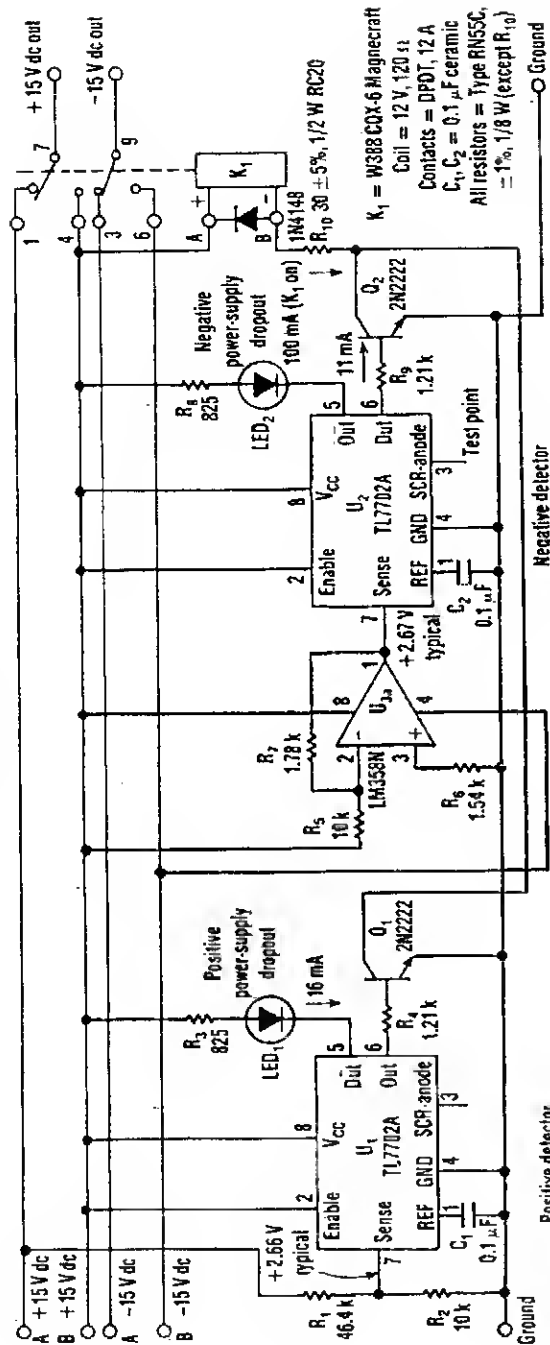 A +15 V dc
B +15 V dc
A −15 V dc
B −15 V dc
1
4
3
6
7
9
+15 V dc out
−15 V dc out
A +
K₁
B −
1N4148
R₁₀ 30 ± 5%, 1/2 W RC20
K₁ = W388 CQX-6 Magnecraft
Coil = 12 V, 120 Ω
Contacts = DPDT, 12 A
C₁, C₂ = 0.1 μF ceramic
All resistors = Type RN55C,
= 1%, 1/8 W (except R₁₀)
Positive
power-supply
dropout
R₃
825
LED₁
16 mA
Negative
power-supply
dropout
100 mA (K₁ on)
R₈
825
LED₂
+2.66 V
typical
R₁
46.4 k
R₂
10 k
2
8
Enable
VCC
U₁
TL7702A
Sense
7
Out
5
Out
6
REF
GND
SCR-anode
1
4
3
C₁
0.1 μF
R₄
1.21 k
Q₁
2N2222
R₅
10 k
R₇
1.78 k
2 −
3 +
8
1
4
U₃ₐ
LM358N
R₆
1.54 k
+2.67 V
typical
2
8
Enable
VCC
U₂
TL7702A
Sense
7
Out
5
Out
6
REF
GND
SCR-anode
1
4
3
Test point
C₂
0.1 μF
R₉
1.21 k
11 mA
Q₂
2N2222
Ground
Ground
Positive detector
Negative detector